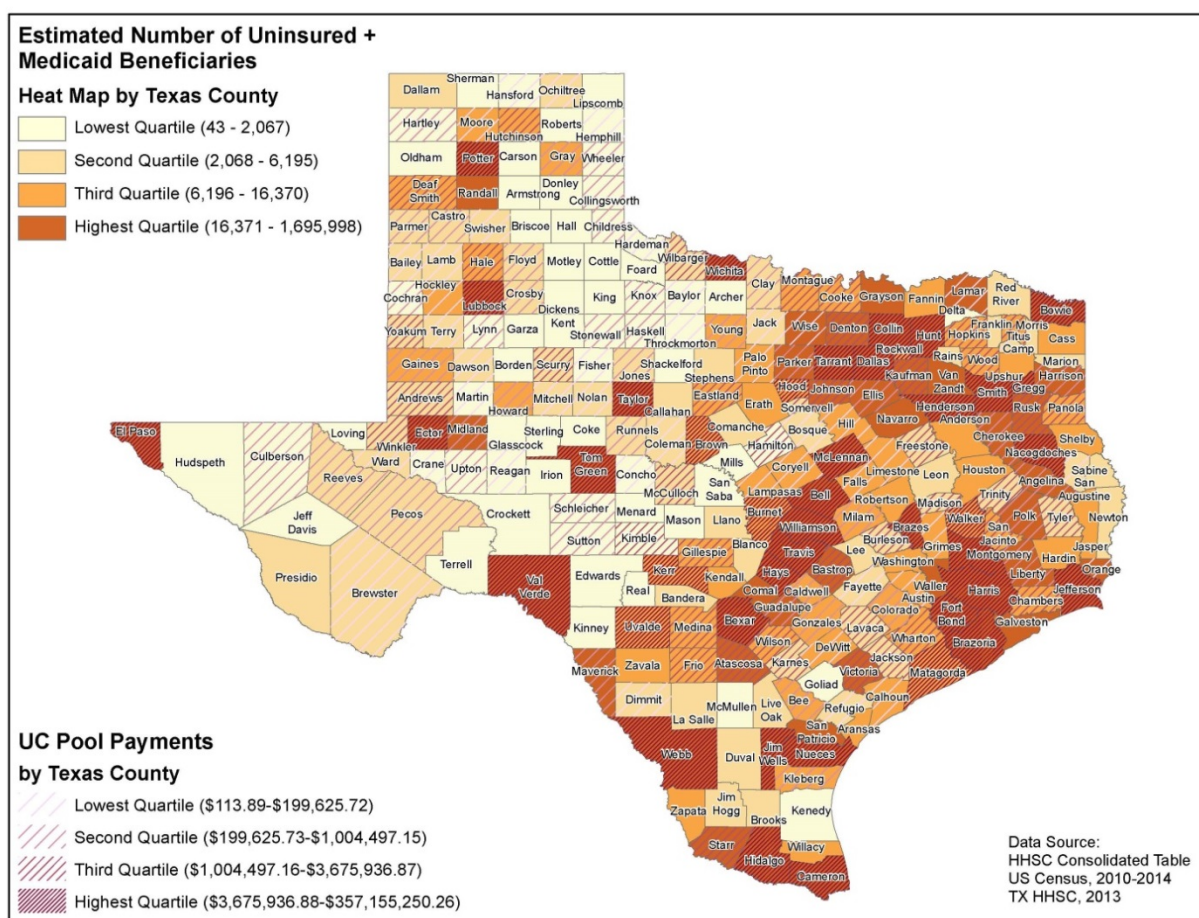 Estimated Number of Uninsured +
Medicaid Beneficiaries
Heat Map by Texas County
Lowest Quartile (43 - 2,067)
Second Quartile (2,068 - 6,195)
Third Quartile (6,196 - 16,370)
Highest Quartile (16,371 - 1,695,998)
Sherman
Dallam Hansford Ochiltree
Lipscomb
Hartley Moore Roberts
Hutchinson Hemphill
Oldham Potter Carson Gray Wheeler
Deaf Smith Randall Armstrong Donley
Collingsworth
Parmer Castro Swisher Briscoe Hall Childress
Hardeman
Bailey Lamb Hale Floyd Motley Cottle Foard Wilbarger Wichita
Clay Montague Cooke Grayson Fannin Lamar Red River Bowie
Cochran Hockley Lubbock Crosby Dickens King Knox Baylor Archer
Delta Franklin Morris
Hopkins Titus Cass
Camp
Yoakum Terry Lynn Garza Kent Stonewall Haskell Throckmorton Young Jack Wise Denton Collin Hunt
Rockwall Rains Wood Upshur Marion
Gaines Dawson Borden Scurry Fisher Jones Shackelford Stephens Palo Pinto Parker Tarrant Dallas Kaufman Van Zandt Gregg Harrison
Smith
Andrews Martin Howard Mitchell Nolan Taylor Callahan Eastland Erath Hood Johnson Ellis Henderson Rusk Panola
Somervell Navarro Anderson
El Paso Hudspeth Culberson Loving Winkler Ector Midland Glasscock Sterling Coke Runnels Coleman Brown Comanche Bosque Hill Freestone Cherokee Nacogdoches Shelby
Hamilton
Reeves Ward Crane Upton Reagan Irion Tom Green Concho McCulloch Mills Coryell McLennan Limestone Leon Houston Angelina Sabine
San Augustine
San Saba Lampasas Falls
Jeff Davis Pecos Crockett Schleicher Menard Mason Llano Burnet Bell Robertson Madison Trinity Polk Tyler Jasper Newton
Williamson Milam Brazos Walker San Jacinto
Presidio Brewster Terrell Sutton Kimble Gillespie Blanco Travis Lee Burleson Grimes Montgomery Liberty Hardin Orange
Val Verde Edwards Real Kerr Kendall Hays Bastrop Washington
Bandera Comal Caldwell Fayette Austin Waller Harris Chambers Jefferson
Kinney Uvalde Medina Bexar Guadalupe Gonzales Colorado Fort Bend Galveston
Wilson Lavaca Wharton Brazoria
Maverick Zavala Frio Atascosa Karnes DeWitt Jackson Matagorda
Victoria
Dimmit La Salle McMullen Live Oak Bee Goliad Calhoun
Refugio
San Patricio Aransas
Webb Duval Jim Wells Nueces
Kleberg
Zapata Jim Hogg Brooks Kenedy
Starr Hidalgo Willacy
Cameron
UC Pool Payments
by Texas County
Lowest Quartile ($113.89-$199,625.72)
Second Quartile ($199,625.73-$1,004,497.15)
Third Quartile ($1,004,497.16-$3,675,936.87)
Highest Quartile ($3,675,936.88-$357,155,250.26)
Data Source:
HHSC Consolidated Table
US Census, 2010-2014
TX HHSC, 2013